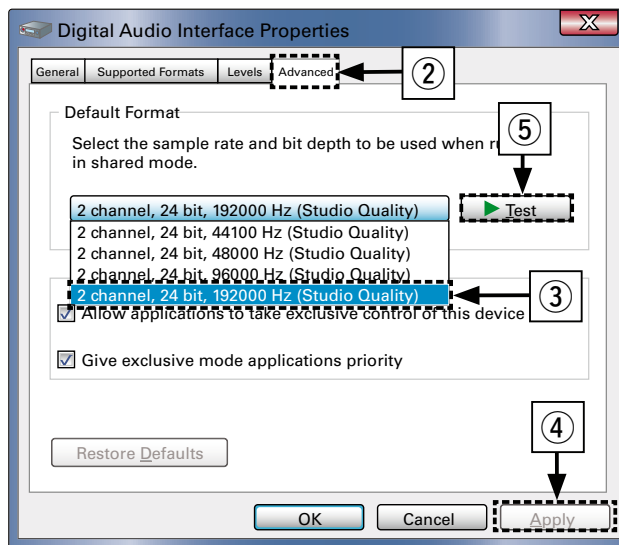 Digital Audio Interface Properties
X
General Supported Formats Levels Advanced
②
Default Format
⑤
Select the sample rate and bit depth to be used when
in shared mode.
2 channel, 24 bit, 192000 Hz (Studio Quality)
Test
2 channel, 24 bit, 44100 Hz (Studio Quality)
2 channel, 24 bit, 48000 Hz (Studio Quality)
2 channel, 24 bit, 96000 Hz (Studio Quality)
2 channel, 24 bit, 192000 Hz (Studio Quality)
③
Allow applications to take exclusive control of this device
Give exclusive mode applications priority
④
Restore Defaults
OK Cancel Apply